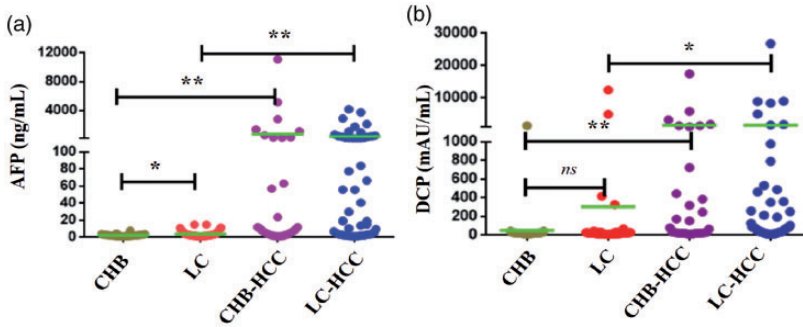 (a)
AFP (ng/mL)
12000
8000
4000
100
80
60
40
20
0
**
**
*
CHB
LC
CHB-HCC
LC-HCC
(b)
DCP (mAU/mL)
30000
20000
10000
1000
800
600
400
200
0
*
**
ns
CHB
LC
CHB-HCC
LC-HCC